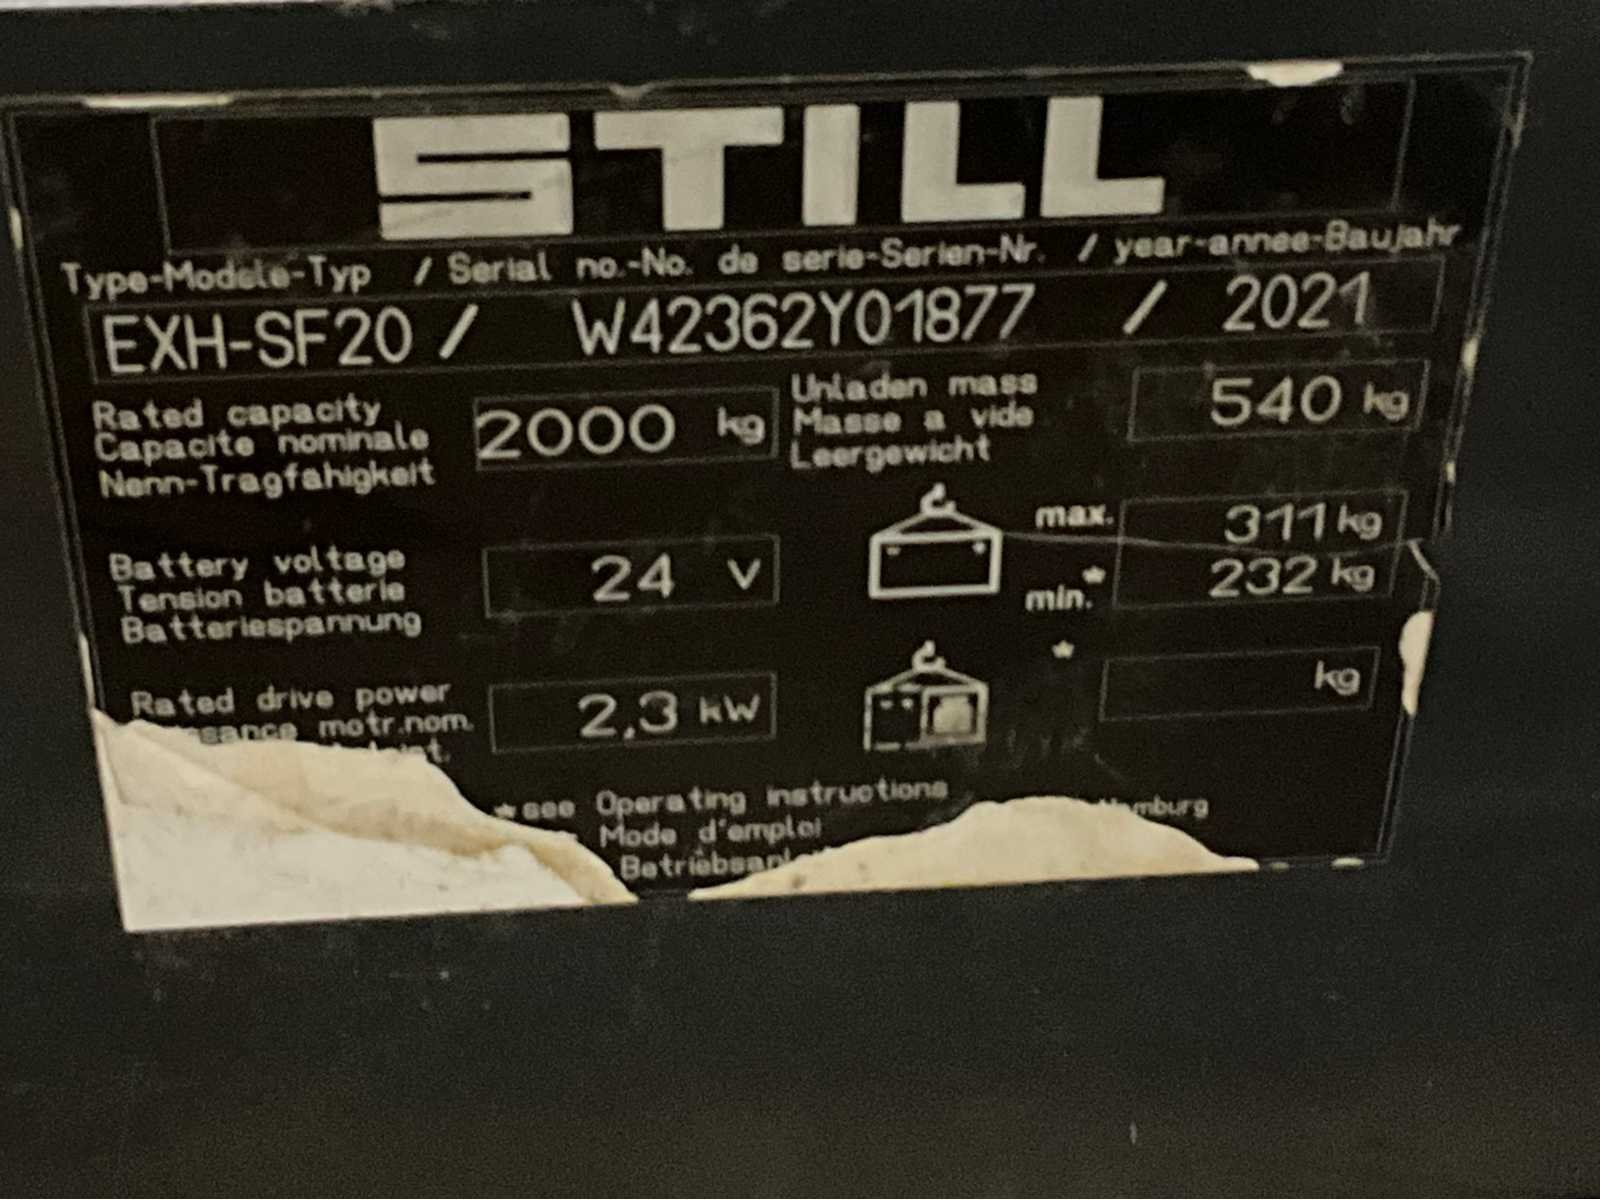 STILL
Type-Modele-Typ / Serial no.-No. de serie-Serien-Nr. / year-annee-Baujahr
EXH-SF20 / W42362Y01877 / 2021
Rated capacity
Capacite nominale
Nenn-Tragfahigkeit
2000 kg
Unladen mass
Masse a vide
Leergewicht
540 kg
Battery voltage
Tension batterie
Batteriespannung
24 V
max. 311 kg
min.* 232 kg
Rated drive power
motr.nom.
2,3 kW
* kg
*see Operating instructions
Mode d'emploi